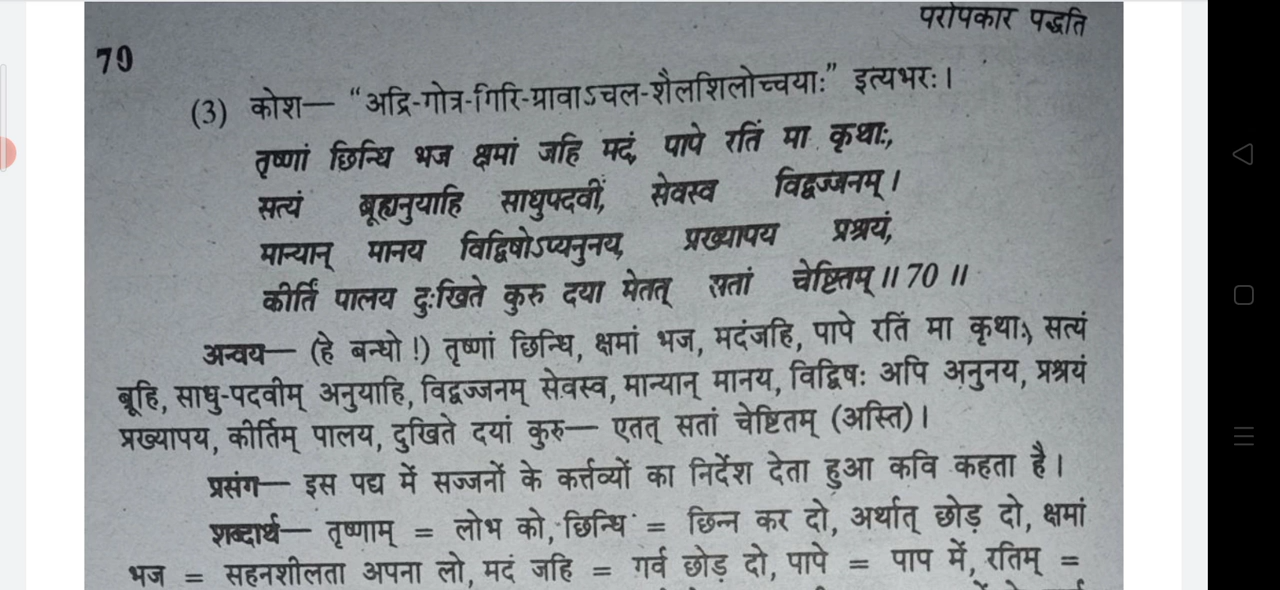 परोपकार पद्धति
70
(3) कोश— “अद्रि-गोत्र-गिरि-ग्रावाऽचल-शैलशिलोच्चयाः” इत्यभरः।
तृष्णां छिन्धि भज क्षमां जहि मदं, पापे रतिं मा कृथाः,
सत्यं ब्रूह्यनुयाहि साधुपदवीं, सेवस्व विद्वज्जनम्।
मान्यान् मानय विद्विषोऽप्यनुनय, प्रख्यापय प्रश्रयं,
कीर्तिं पालय दुःखिते कुरु दया मेतत् सतां चेष्टितम्॥70॥
अन्वय— (हे बन्धो!) तृष्णां छिन्धि, क्षमां भज, मदंजहि, पापे रतिं मा कृथाः, सत्यं
ब्रूहि, साधु-पदवीम् अनुयाहि, विद्वज्जनम् सेवस्व, मान्यान् मानय, विद्विषः अपि अनुनय, प्रश्रयं
प्रख्यापय, कीर्तिम् पालय, दुखिते दयां कुरु— एतत् सतां चेष्टितम् (अस्ति)।
प्रसंग— इस पद्य में सज्जनों के कर्त्तव्यों का निर्देश देता हुआ कवि कहता है।
शब्दार्थ— तृष्णाम् = लोभ को, छिन्धि = छिन्न कर दो, अर्थात् छोड़ दो, क्षमां
भज = सहनशीलता अपना लो, मदं जहि = गर्व छोड़ दो, पापे = पाप में, रतिम् =